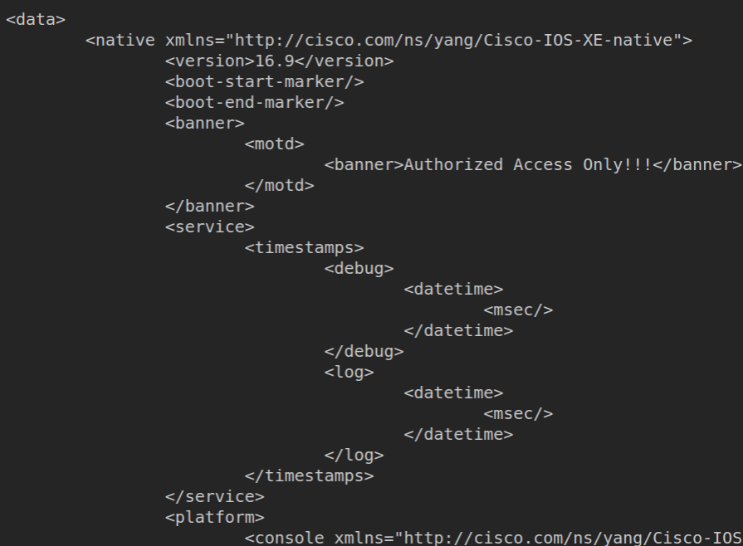 <data>
<native xmlns="http://cisco.com/ns/yang/Cisco-IOS-XE-native">
<version>16.9</version>
<boot-start-marker/>
<boot-end-marker/>
<banner>
<motd>
<banner>Authorized Access Only!!!</banner>
</motd>
</banner>
<service>
<timestamps>
<debug>
<datetime>
<msec/>
</datetime>
</debug>
<log>
<datetime>
<msec/>
</datetime>
</log>
</timestamps>
</service>
<platform>
<console xmlns="http://cisco.com/ns/yang/Cisco-IOS